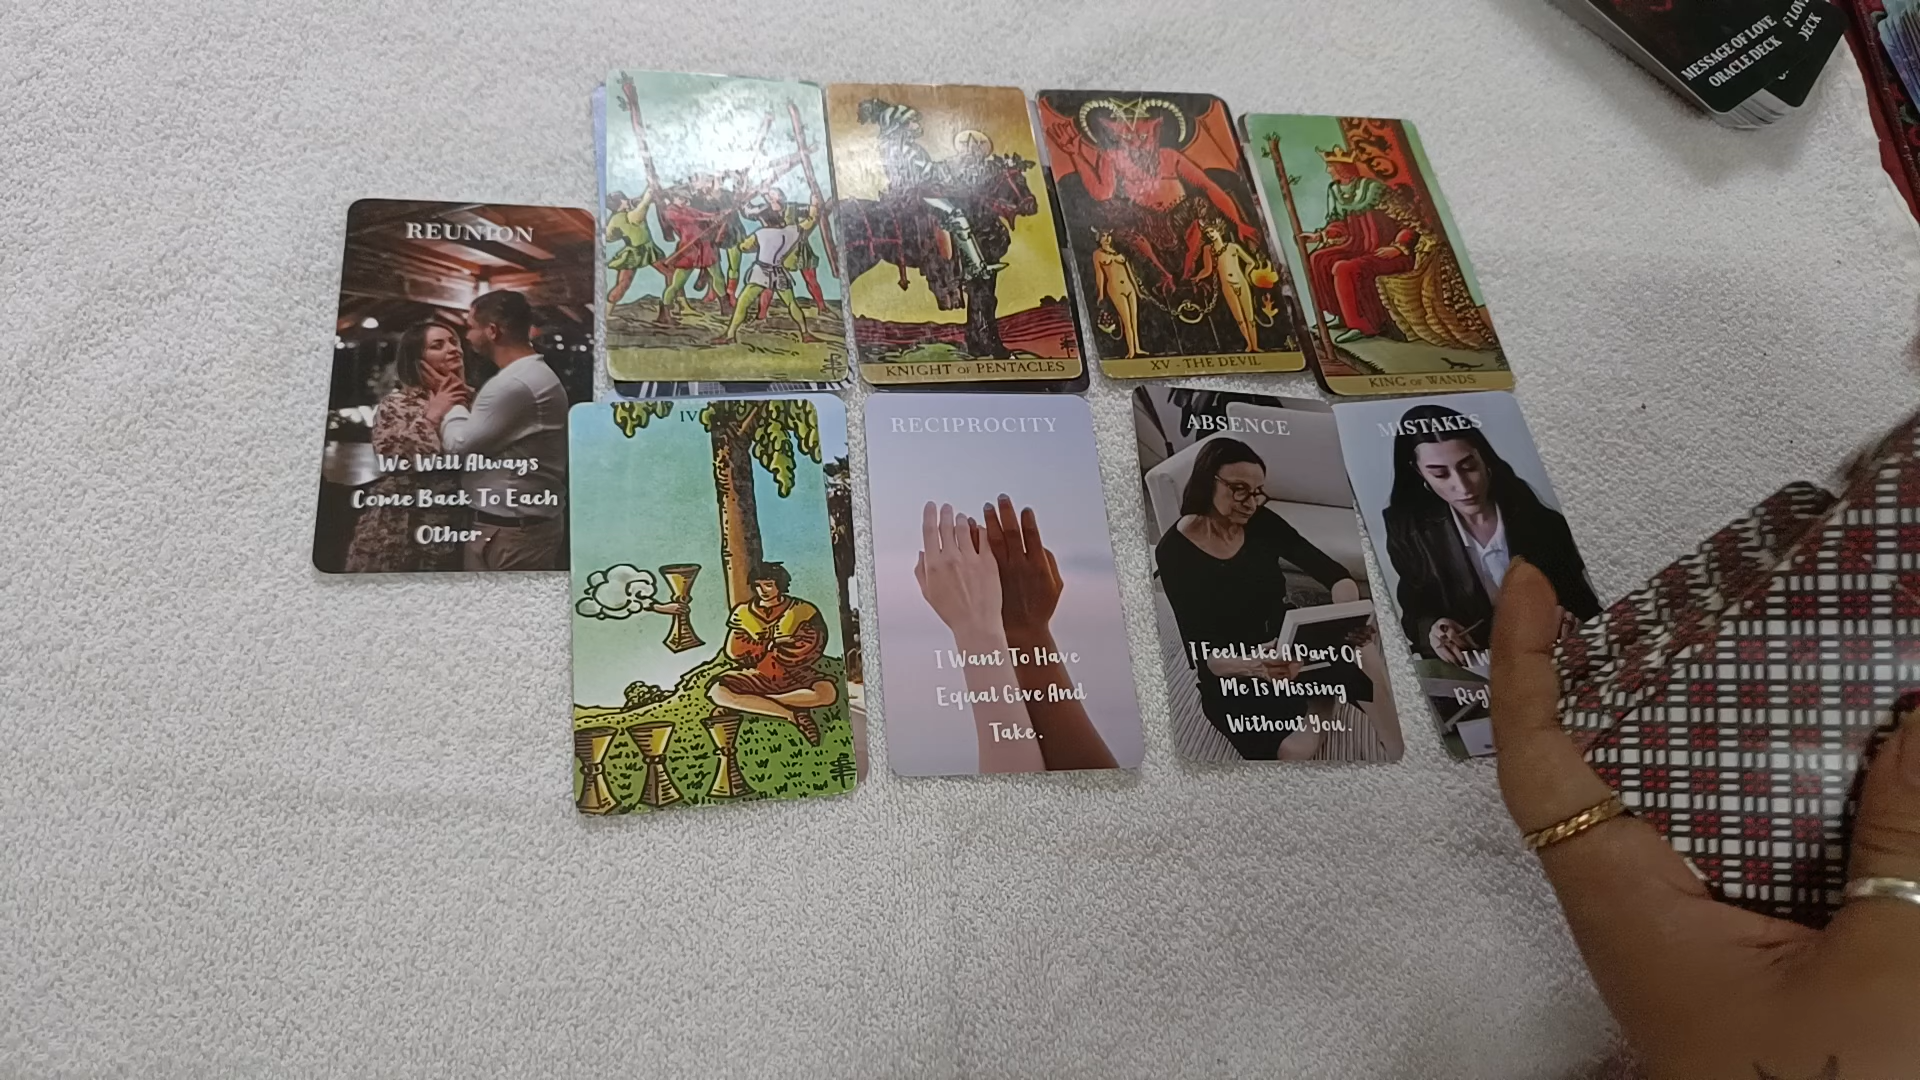 MESSAGE OF LOVE
ORACLE DECK
LOVE
DECK
REUNION
We Will Always
Come Back To Each
Other.
KNIGHT OF PENTACLES
XV - THE DEVIL
KING OF WANDS
IV
RECIPROCITY
I Want To Have
Equal Give And
Take.
ABSENCE
I Feel Like A Part Of
Me Is Missing
Without You.
MISTAKES
I